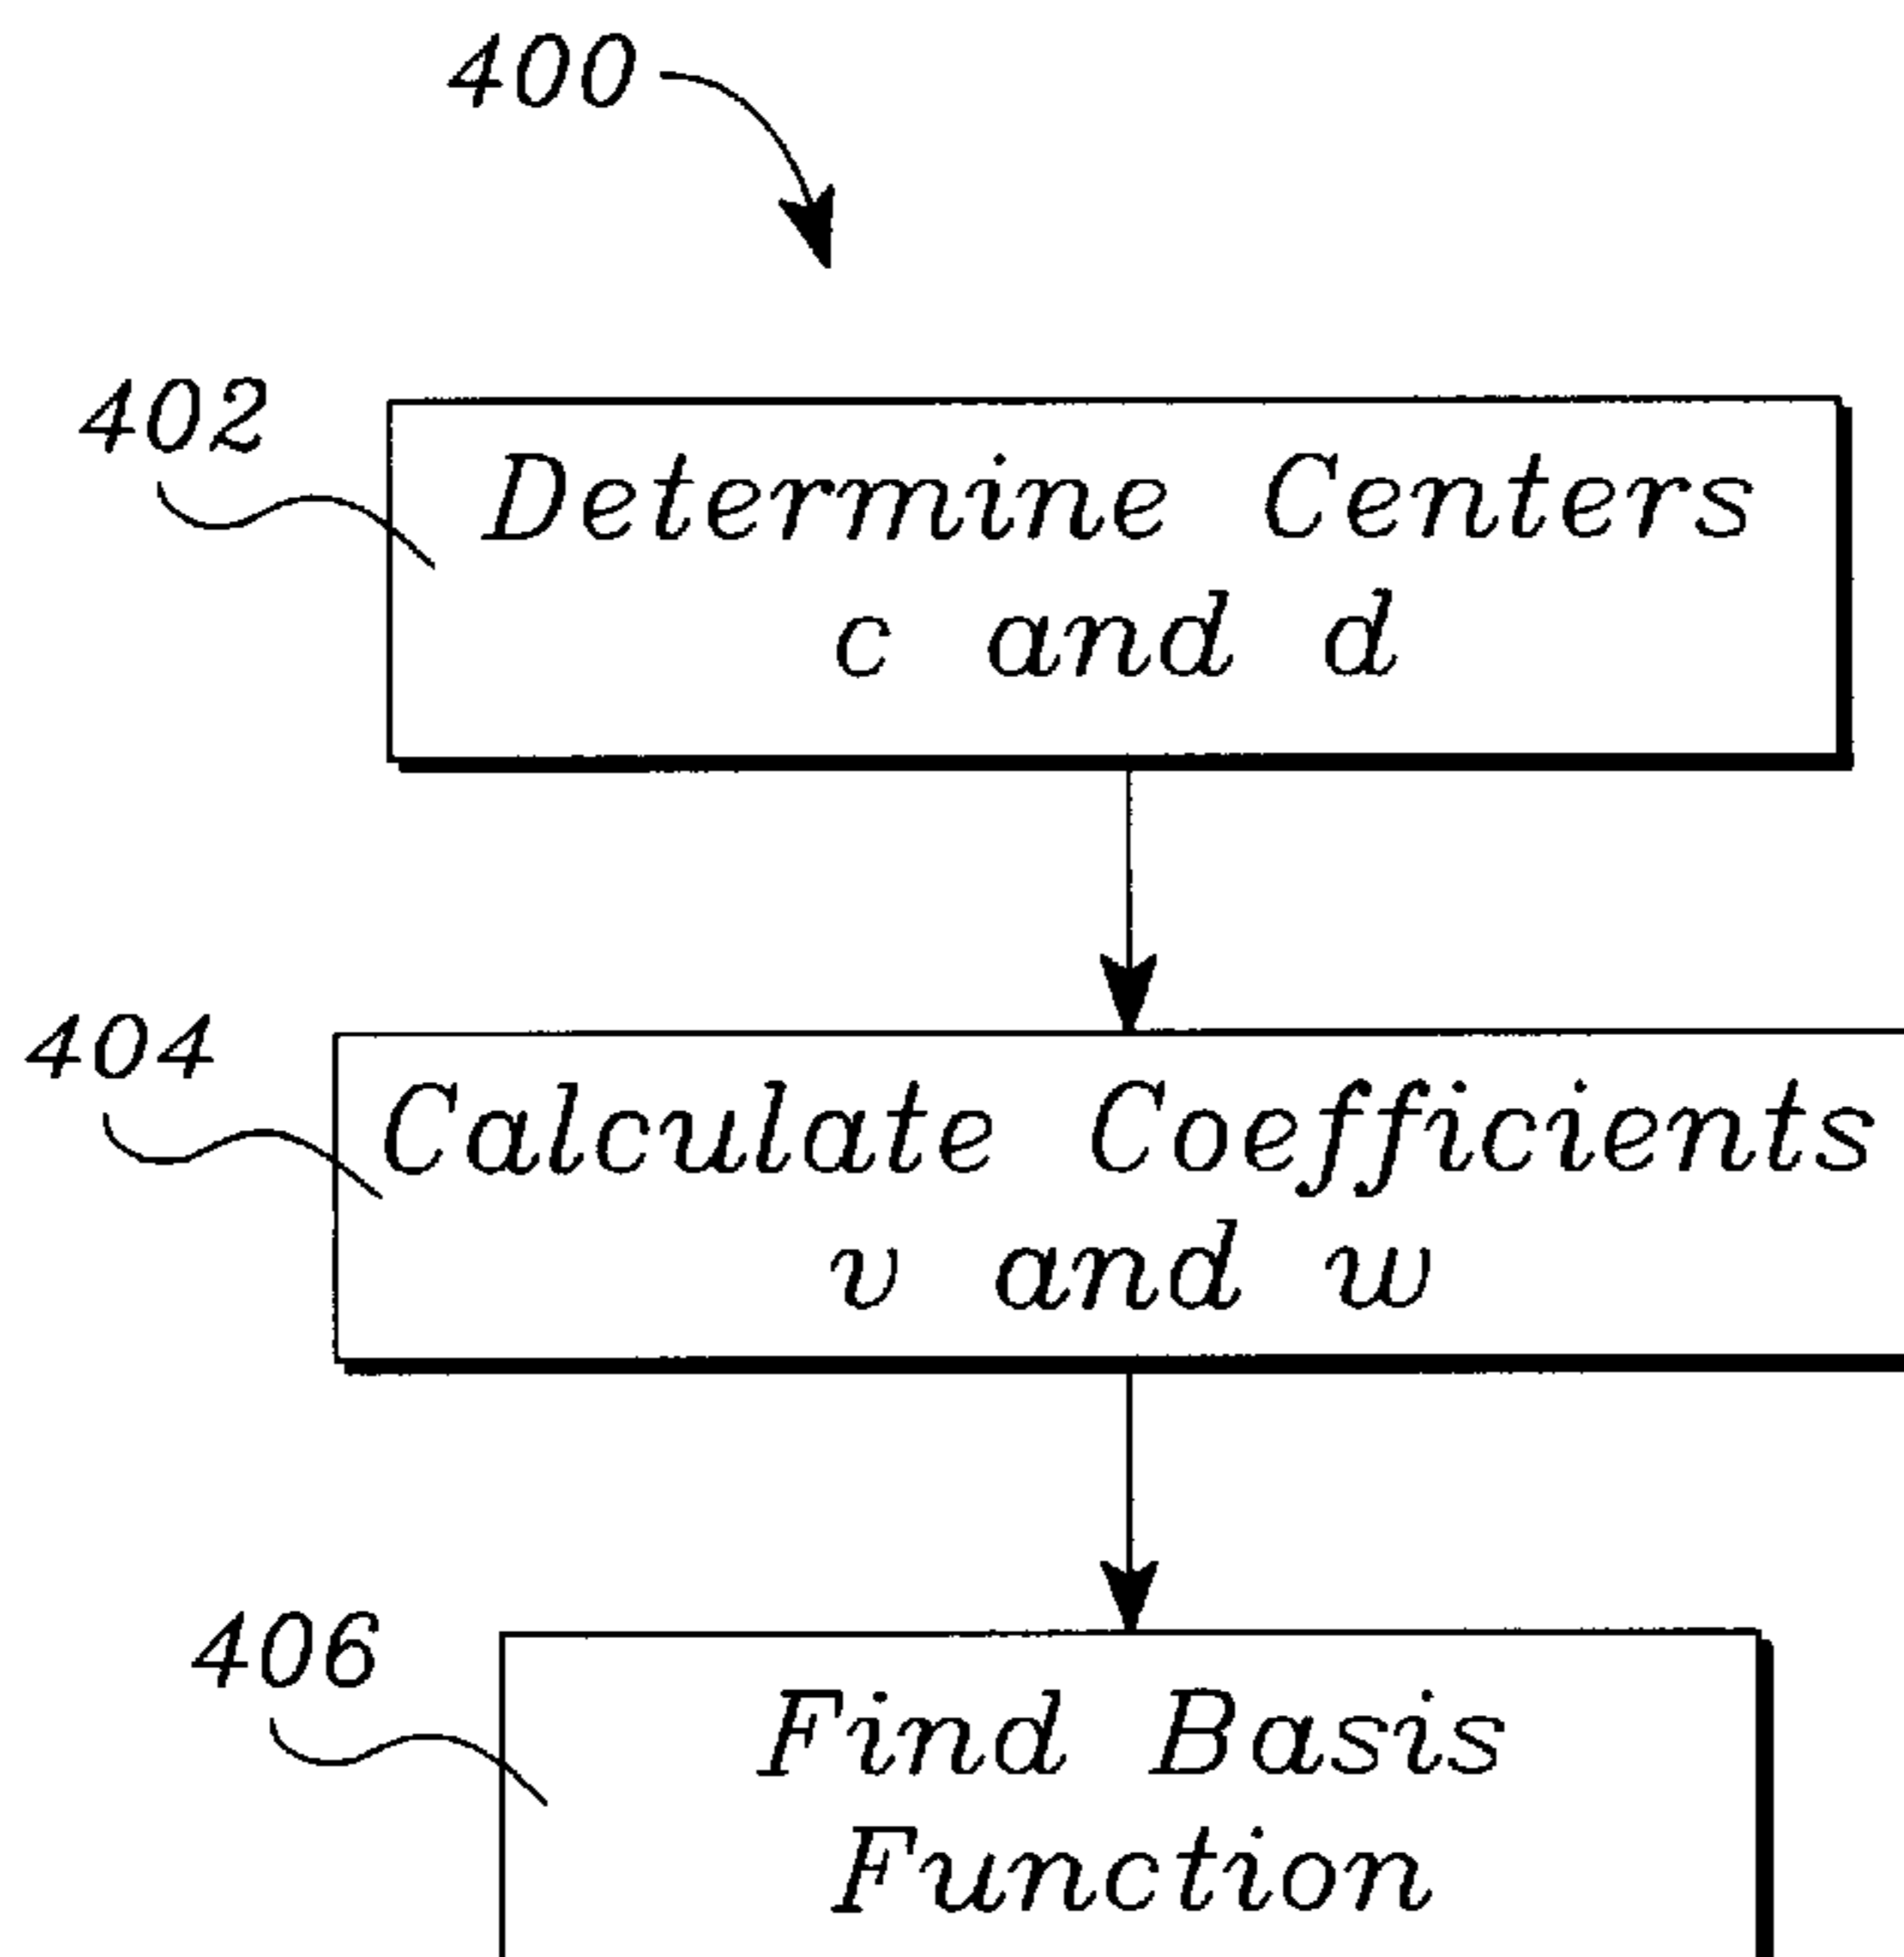 400
402
Determine Centers
c and d
404
Calculate Coefficients
v and w
406
Find Basis
Function